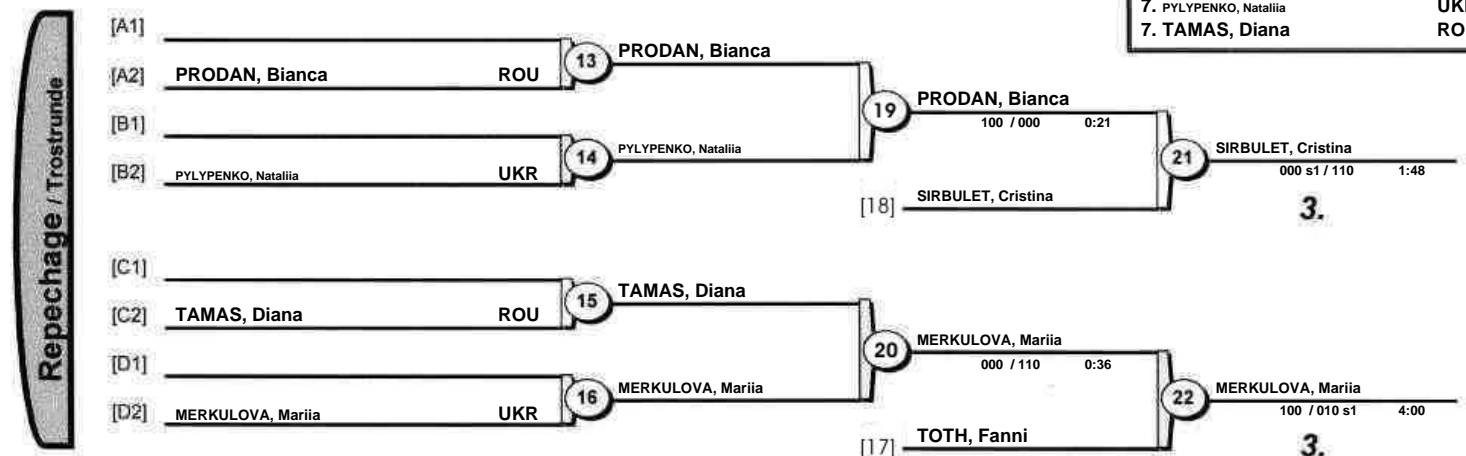 7. PYLYPENKO, Nataliia
7. TAMAS, Diana
Repechage / Trostrunde
[A1]
[A2] PRODAN, Bianca ROU
13 PRODAN, Bianca
[B1]
[B2] PYLYPENKO, Nataliia UKR
14 PYLYPENKO, Nataliia
19 PRODAN, Bianca
100 / 000 0:21
[18] SIRBULET, Cristina
21 SIRBULET, Cristina
000 s1 / 110 1:48
3.
[C1]
[C2] TAMAS, Diana ROU
15 TAMAS, Diana
[D1]
[D2] MERKULOVA, Mariia UKR
16 MERKULOVA, Mariia
20 MERKULOVA, Mariia
000 / 110 0:36
[17] TOTH, Fanni
22 MERKULOVA, Mariia
100 / 010 s1 4:00
3.